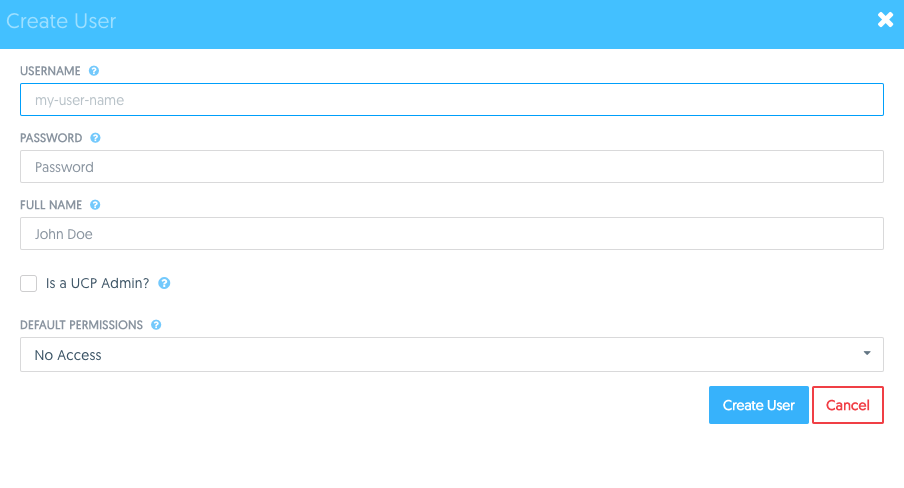 Create User
USERNAME
my-user-name
PASSWORD
Password
FULL NAME
John Doe
Is a UCP Admin?
DEFAULT PERMISSIONS
No Access
Create User Cancel